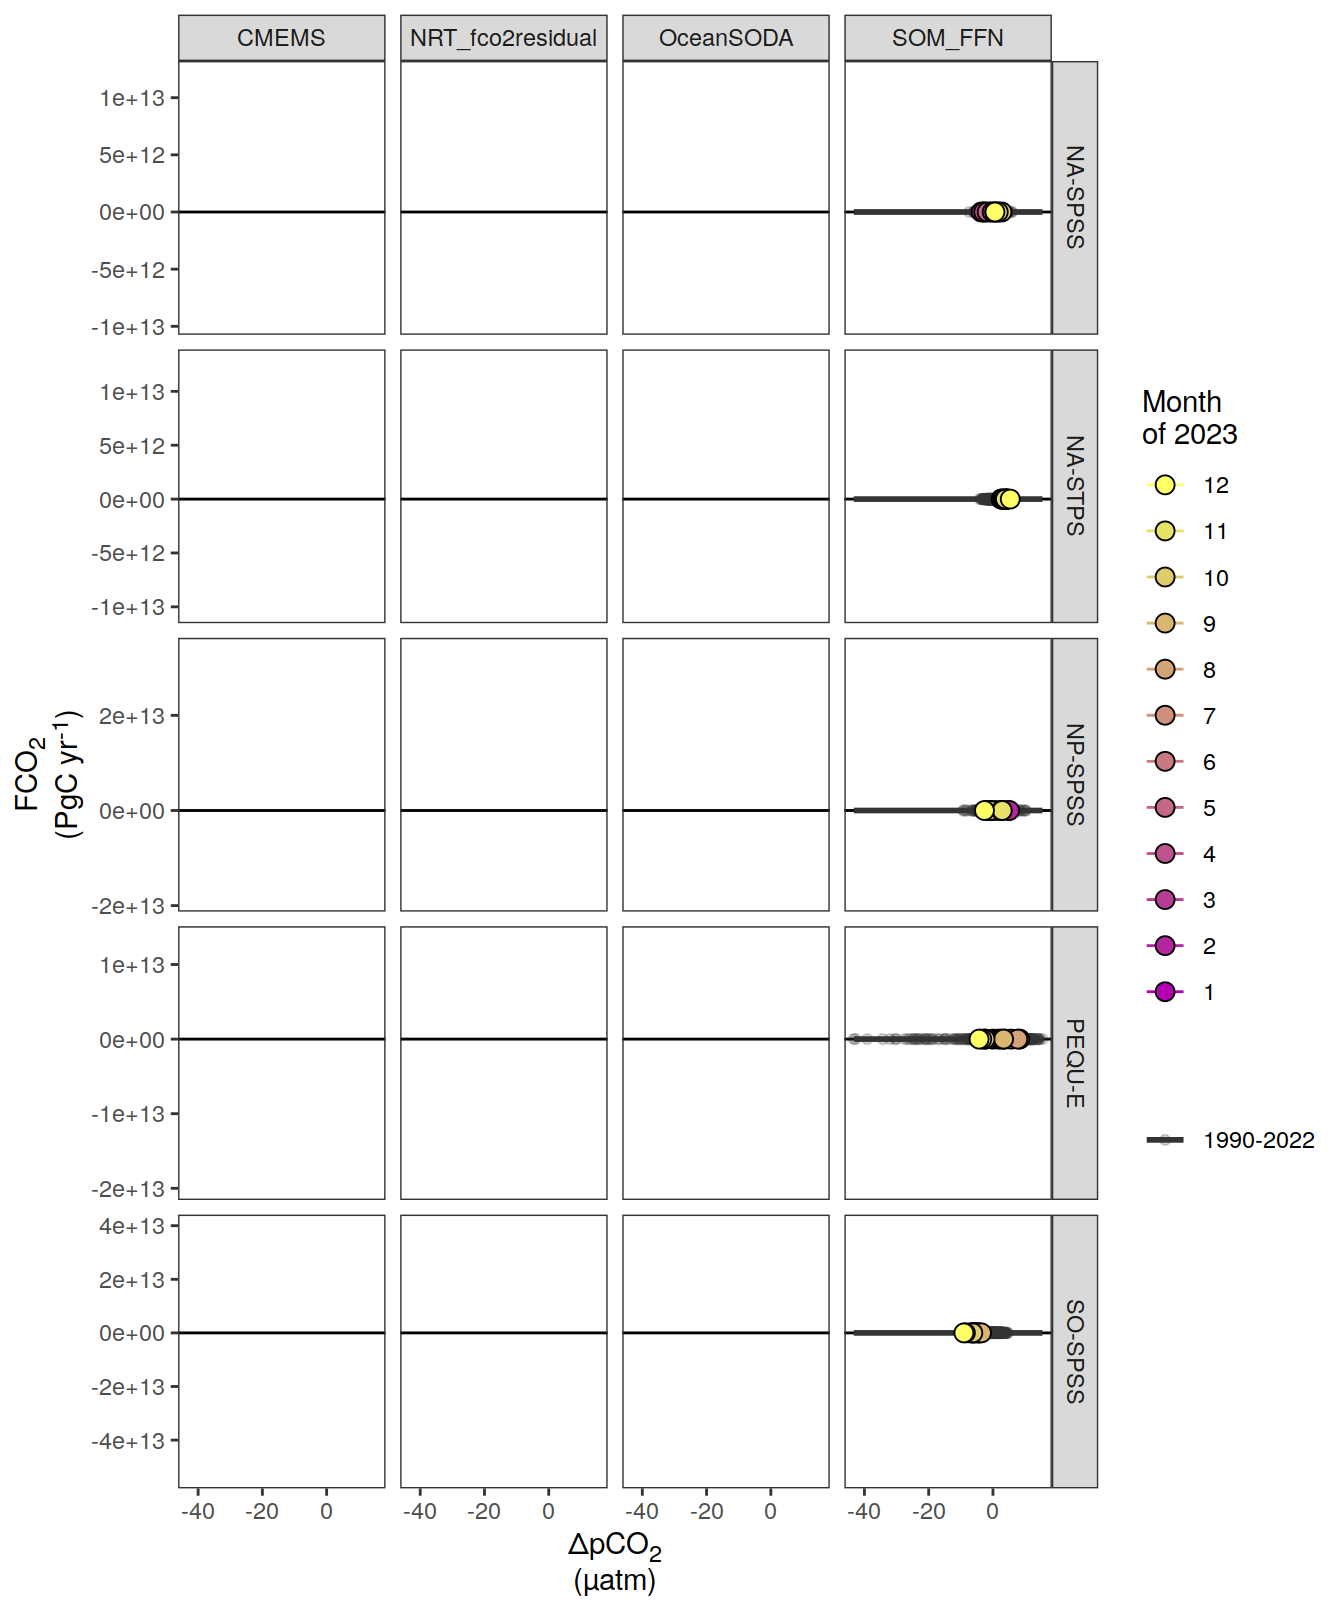 CMEMS NRT_fco2residual OceanSODA SOM_FFN
1e+13
5e+12
0e+00
-5e+12
-1e+13
NA-SPSS
1e+13
5e+12
0e+00
-5e+12
-1e+13
NA-STPS
2e+13
0e+00
-2e+13
NP-SPSS
1e+13
0e+00
-1e+13
-2e+13
PEQU-E
4e+13
2e+13
0e+00
-2e+13
-4e+13
SO-SPSS
-40 -20 0 -40 -20 0 -40 -20 0 -40 -20 0
ΔpCO₂
(µatm)
FCO₂
(PgC yr⁻¹)
Month
of 2023
12
11
10
9
8
7
6
5
4
3
2
1
1990-2022